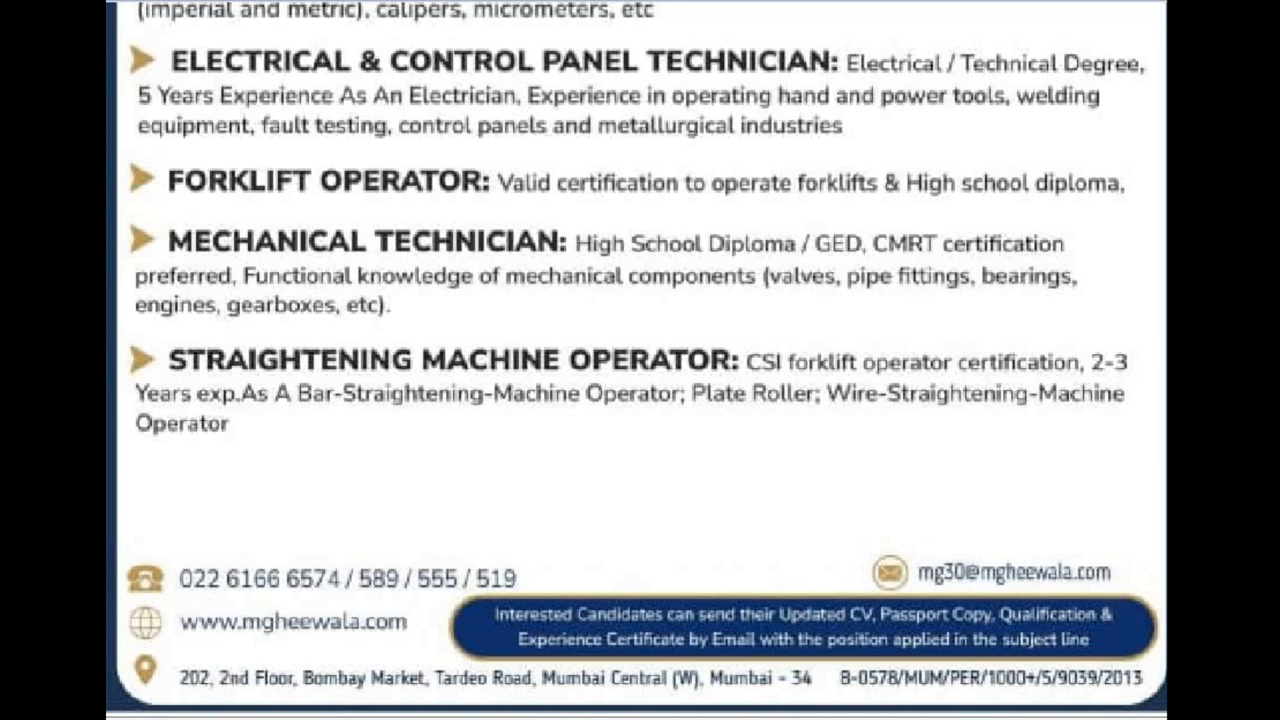 (imperial and metric), calipers, micrometers, etc
ELECTRICAL & CONTROL PANEL TECHNICIAN: Electrical / Technical Degree,
5 Years Experience As An Electrician, Experience in operating hand and power tools, welding
equipment, fault testing, control panels and metallurgical industries
FORKLIFT OPERATOR: Valid certification to operate forklifts & High school diploma,
MECHANICAL TECHNICIAN: High School Diploma / GED, CMRT certification
preferred, Functional knowledge of mechanical components (valves, pipe fittings, bearings,
engines, gearboxes, etc).
STRAIGHTENING MACHINE OPERATOR: CSI forklift operator certification, 2-3
Years exp.As A Bar-Straightening-Machine Operator; Plate Roller; Wire-Straightening-Machine
Operator
022 6166 6574 / 589 / 555 / 519
mg30@mgheewala.com
www.mgheewala.com
Interested Candidates can send their Updated CV, Passport Copy, Qualification &
Experience Certificate by Email with the position applied in the subject line
202, 2nd Floor, Bombay Market, Tardeo Road, Mumbai Central (W), Mumbai - 34 B-0578/MUM/PER/1000+/5/9039/2013